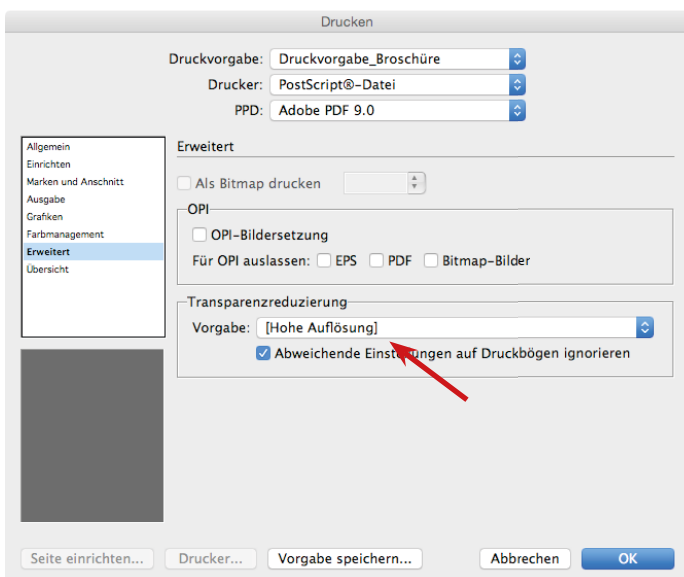 Drucken
Druckvorgabe: Druckvorgabe_Broschüre
Drucker: PostScript®-Datei
PPD: Adobe PDF 9.0
Allgemein
Einrichten
Marken und Anschnitt
Ausgabe
Grafiken
Farbmanagement
Erweitert
Übersicht
Erweitert
Als Bitmap drucken
OPI
OPI-Bildersetzung
Für OPI auslassen: EPS PDF Bitmap-Bilder
Transparenzreduzierung
Vorgabe: [Hohe Auflösung]
Abweichende Einstellungen auf Druckbögen ignorieren
Seite einrichten... Drucker... Vorgabe speichern... Abbrechen OK